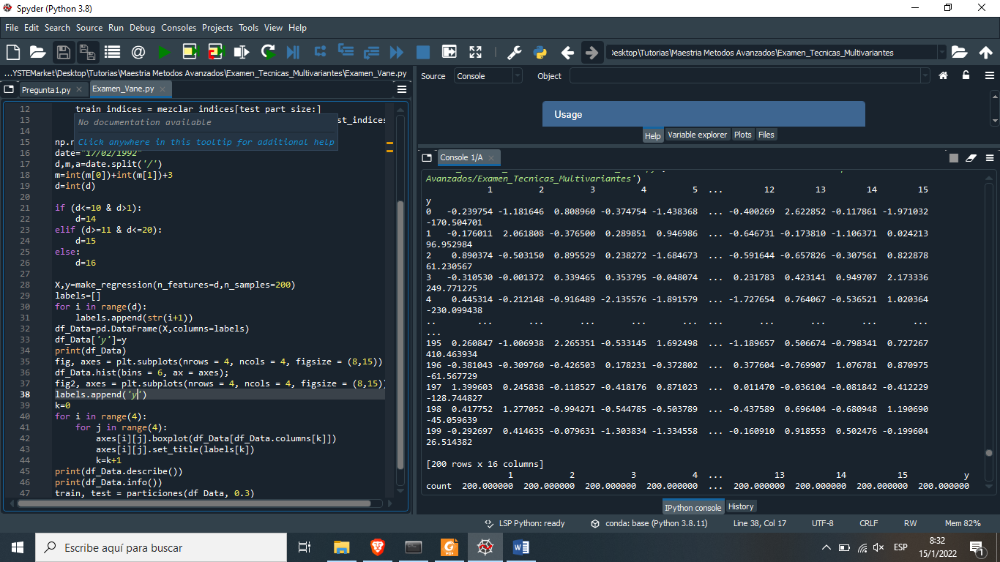 Spyder (Python 3.8)
File Edit Search Source Run Debug Consoles Projects Tools View Help
Desktop\Tutorias\Maestria Metodos Avanzados\Examen_Tecnicas_Multivariantes
...YSTEMarket\Desktop\Tutorias\Maestria Metodos Avanzados\Examen_Tecnicas_Multivariantes\Examen_Vane.py
Pregunta1.py Examen_Vane.py
12 train_indices = mezclar_indices[test_part_size:]
13 st_indices
No documentation available
14
15 np.r
Click anywhere in this tooltip for additional help
16 date="17/02/1992"
17 d,m,a=date.split('/')
18 m=int(m[0])+int(m[1])+3
19 d=int(d)
20
21 if (d<=10 & d>1):
22 d=14
23 elif (d>=11 & d<=20):
24 d=15
25 else:
26 d=16
27
28 X,y=make_regression(n_features=d,n_samples=200)
29 labels=[]
30 for i in range(d):
31 labels.append(str(i+1))
32 df_Data=pd.DataFrame(X,columns=labels)
33 df_Data['y']=y
34 print(df_Data)
35 fig, axes = plt.subplots(nrows = 4, ncols = 4, figsize = (8,15))
36 df_Data.hist(bins = 6, ax = axes);
37 fig2, axes = plt.subplots(nrows = 4, ncols = 4, figsize = (8,15))
38 labels.append('y')
39 k=0
40 for i in range(4):
41 for j in range(4):
42 axes[i][j].boxplot(df_Data[df_Data.columns[k]])
43 axes[i][j].set_title(labels[k])
44 k=k+1
45 print(df_Data.describe())
46 print(df_Data.info())
47 train, test = particiones(df_Data, 0.3)
Source Console Object
Usage
Help Variable explorer Plots Files
Console 1/A
Avanzados/Examen_Tecnicas_Multivariantes')
1 2 3 4 5 ... 12 13 14 15
y
0 -0.239754 -1.181646 0.808960 -0.374754 -1.438368 ... -0.400269 2.622852 -0.117861 -1.971032
-170.504701
1 -0.176011 2.061808 -0.376500 0.289851 0.946986 ... -0.646731 -0.173810 -1.106371 0.024213
96.952984
2 0.890374 -0.503150 0.895529 0.238272 -1.684673 ... -0.591644 -0.657826 -0.307561 0.822878
61.230567
3 -0.310530 -0.001372 0.339465 0.353795 -0.048074 ... 0.231783 0.423141 0.949707 2.173336
249.771275
4 0.445314 -0.212148 -0.916489 -2.135576 -1.891579 ... -1.727654 0.764067 -0.536521 1.020364
-230.099438
.. ... ... ... ... ... ... ... ... ... ...
...
195 0.260847 -1.006938 2.265351 -0.533145 1.692498 ... -1.189657 0.506674 -0.798341 0.727267
410.463934
196 -0.381043 -0.309760 -0.426503 0.178231 -0.372802 ... 0.377604 -0.769907 1.076781 0.870975
-61.567729
197 1.399603 0.245838 -0.118527 -0.418176 0.871023 ... 0.011470 -0.036104 -0.081842 -0.412229
-128.744827
198 0.417752 1.277052 -0.994271 -0.544785 -0.503789 ... -0.437589 0.696404 -0.680948 1.190690
-45.059639
199 -0.292697 0.414635 -0.079631 -1.303834 -1.334558 ... -0.160910 0.918553 0.502476 -0.199604
26.514382
[200 rows x 16 columns]
1 2 3 4 ... 13 14 15 y
count 200.000000 200.000000 200.000000 200.000000 ... 200.000000 200.000000 200.000000 200.000000
IPython console History
LSP Python: ready conda: base (Python 3.8.11) Line 38, Col 17 UTF-8 CRLF RW Mem 82%
Escribe aquí para buscar
ESP
8:32
15/1/2022
1